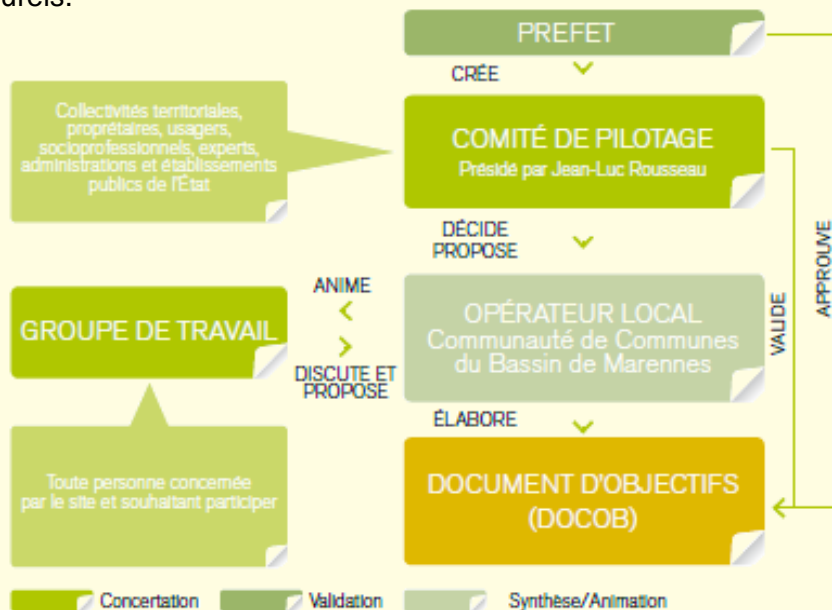 PREFET
CRÉE
Collectivités territoriales,
propriétaires, usagers,
socioprofessionnels, experts,
administrations et établissements
publics de l'État
COMITÉ DE PILOTAGE
Présidé par Jean-Luc Rousseau
DÉCIDE
PROPOSE
ANIME
GROUPE DE TRAVAIL
DISCUTE ET
PROPOSE
OPÉRATEUR LOCAL
Communauté de Communes
du Bassin de Marennes
VALIDE
APPROUVE
ÉLABORE
Toute personne concernée
par le site et souhaitant participer
DOCUMENT D'OBJECTIFS
(DOCOB)
Concertation
Validation
Synthèse/Animation